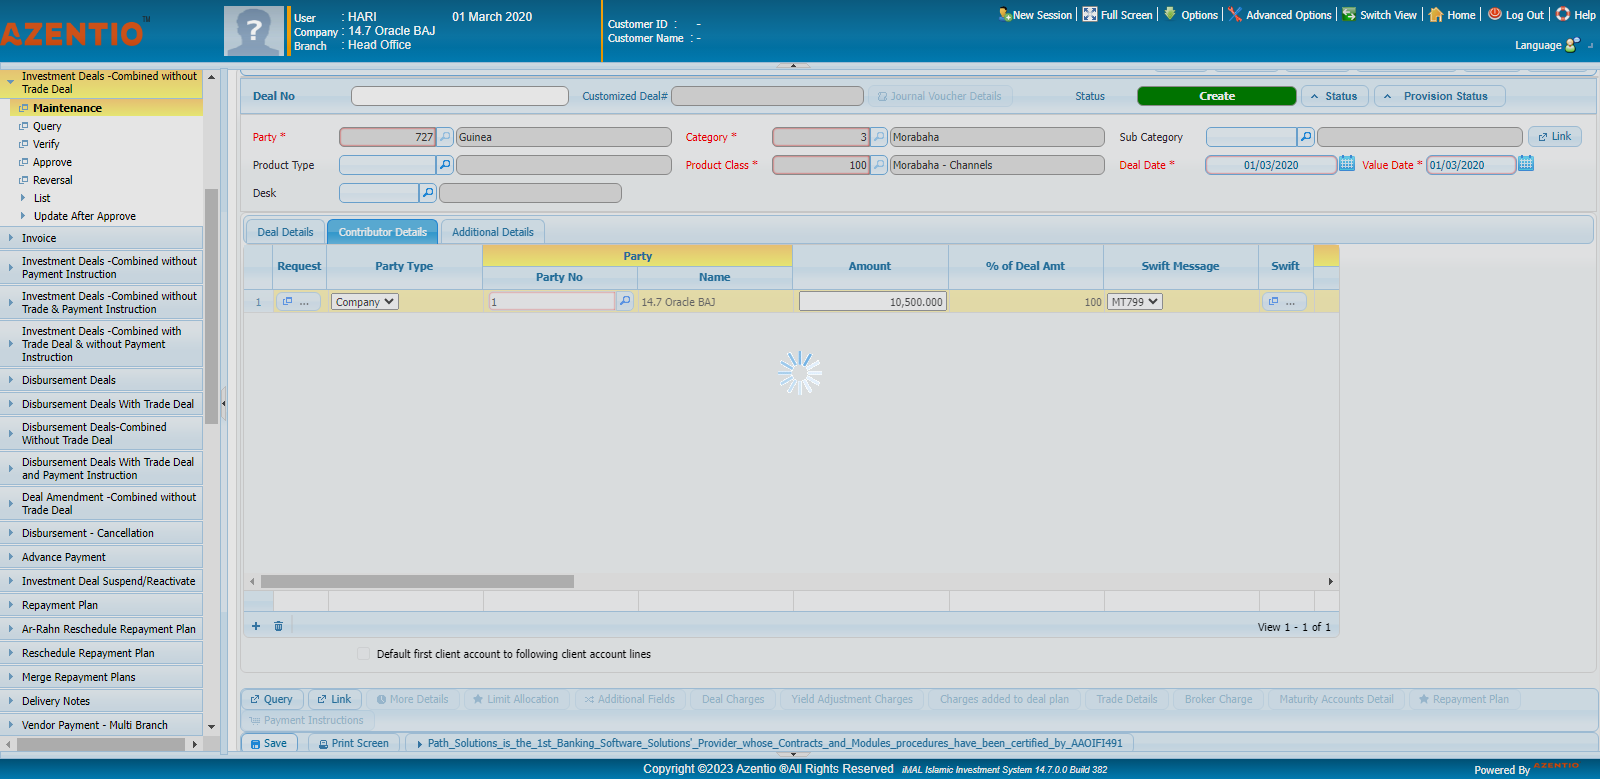 AZENTIO™
User : HARI 01 March 2020
Company : 14.7 Oracle BAJ
Branch : Head Office
Customer ID : -
Customer Name : -
New Session Full Screen Options Advanced Options Switch View Home Log Out Help
Language
Investment Deals -Combined without
Trade Deal
Maintenance
Query
Verify
Approve
Reversal
List
Update After Approve
Invoice
Investment Deals -Combined without
Payment Instruction
Investment Deals -Combined without
Trade & Payment Instruction
Investment Deals -Combined with
Trade Deal & without Payment
Instruction
Disbursement Deals
Disbursement Deals With Trade Deal
Disbursement Deals-Combined
Without Trade Deal
Disbursement Deals With Trade Deal
and Payment Instruction
Deal Amendment -Combined without
Trade Deal
Disbursement - Cancellation
Advance Payment
Investment Deal Suspend/Reactivate
Repayment Plan
Ar-Rahn Reschedule Repayment Plan
Reschedule Repayment Plan
Merge Repayment Plans
Delivery Notes
Vendor Payment - Multi Branch
Deal No Customized Deal# Journal Voucher Details Status Create Status Provision Status
Party * 727 Guinea Category * 3 Morabaha Sub Category Link
Product Type Product Class * 100 Morabaha - Channels Deal Date * 01/03/2020 Value Date * 01/03/2020
Desk
Deal Details Contributor Details Additional Details
Request Party Type Party Amount % of Deal Amt Swift Message Swift
Party No Name
1 ... Company 1 14.7 Oracle BAJ 10,500.000 100 MT799 ...
View 1 - 1 of 1
Default first client account to following client account lines
Query Link More Details Limit Allocation Additional Fields Deal Charges Yield Adjustment Charges Charges added to deal plan Trade Details Broker Charge Maturity Accounts Detail Repayment Plan
Payment Instructions
Save Print Screen Path_Solutions_is_the_1st_Banking_Software_Solutions'_Provider_whose_Contracts_and_Modules_procedures_have_been_certified_by_AAOIFI491
Copyright ©2023 Azentio ®All Rights Reserved iMAL Islamic Investment System 14.7.0.0 Build 382
Powered By AZENTIO